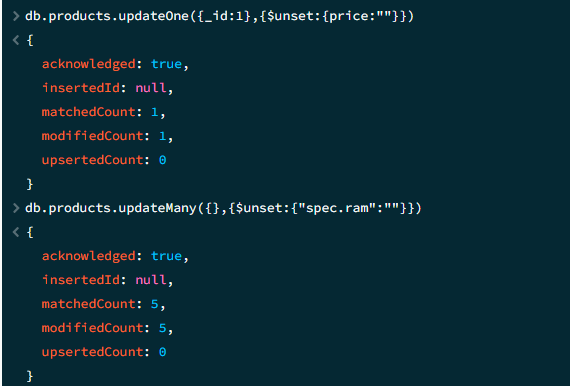 > db.products.updateOne({_id:1},{$unset:{price:""}})
< {
acknowledged: true,
insertedId: null,
matchedCount: 1,
modifiedCount: 1,
upsertedCount: 0
}
> db.products.updateMany({},{$unset:{"spec.ram":""}})
< {
acknowledged: true,
insertedId: null,
matchedCount: 5,
modifiedCount: 5,
upsertedCount: 0
}